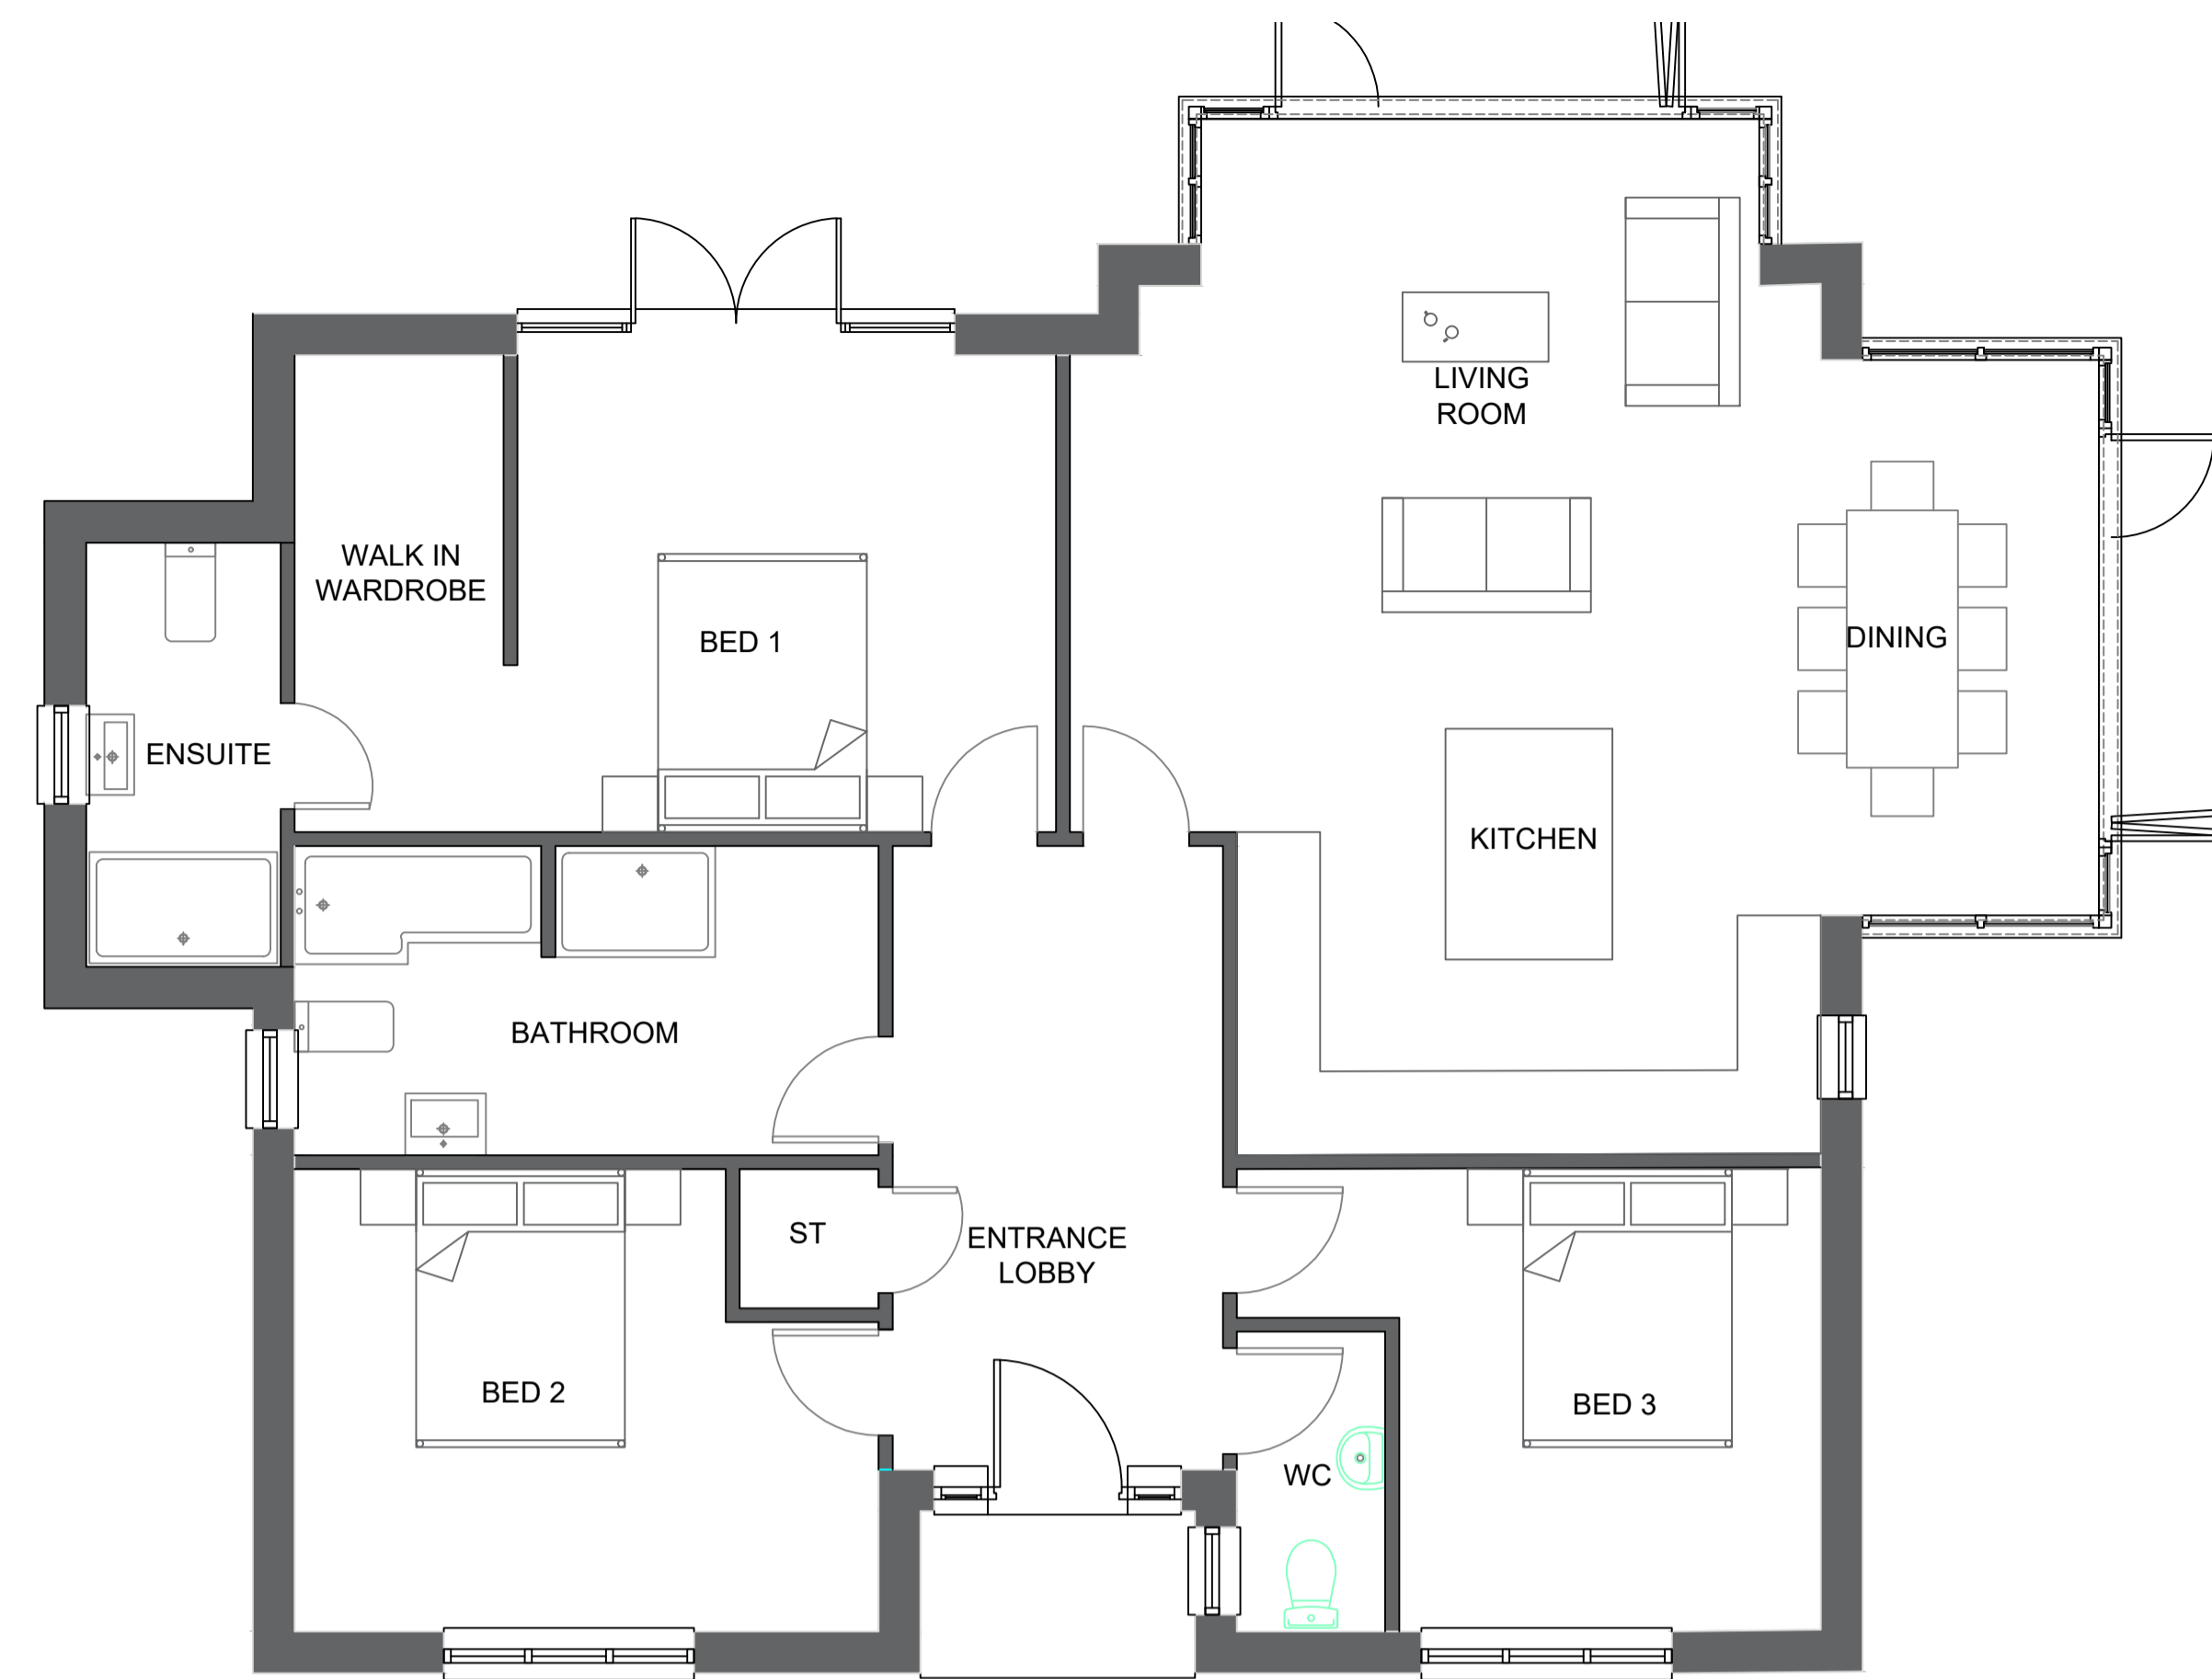 LIVING
ROOM
WALK IN
WARDROBE
BED 1
DINING
ENSUITE
KITCHEN
BATHROOM
ST
ENTRANCE
LOBBY
BED 2
BED 3
WC